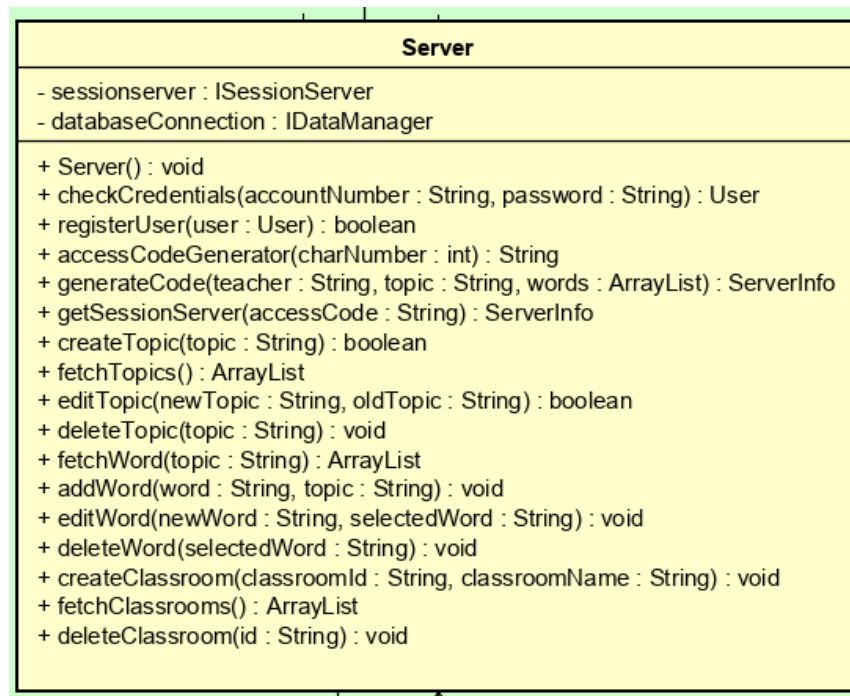 Server
- sessionserver : ISessionServer
- databaseConnection : IDataManager
+ Server() : void
+ checkCredentials(accountNumber : String, password : String) : User
+ registerUser(user : User) : boolean
+ accessCodeGenerator(charNumber : int) : String
+ generateCode(teacher : String, topic : String, words : ArrayList) : ServerInfo
+ getSessionServer(accessCode : String) : ServerInfo
+ createTopic(topic : String) : boolean
+ fetchTopics() : ArrayList
+ editTopic(newTopic : String, oldTopic : String) : boolean
+ deleteTopic(topic : String) : void
+ fetchWord(topic : String) : ArrayList
+ addWord(word : String, topic : String) : void
+ editWord(newWord : String, selectedWord : String) : void
+ deleteWord(selectedWord : String) : void
+ createClassroom(classroomId : String, classroomName : String) : void
+ fetchClassrooms() : ArrayList
+ deleteClassroom(id : String) : void